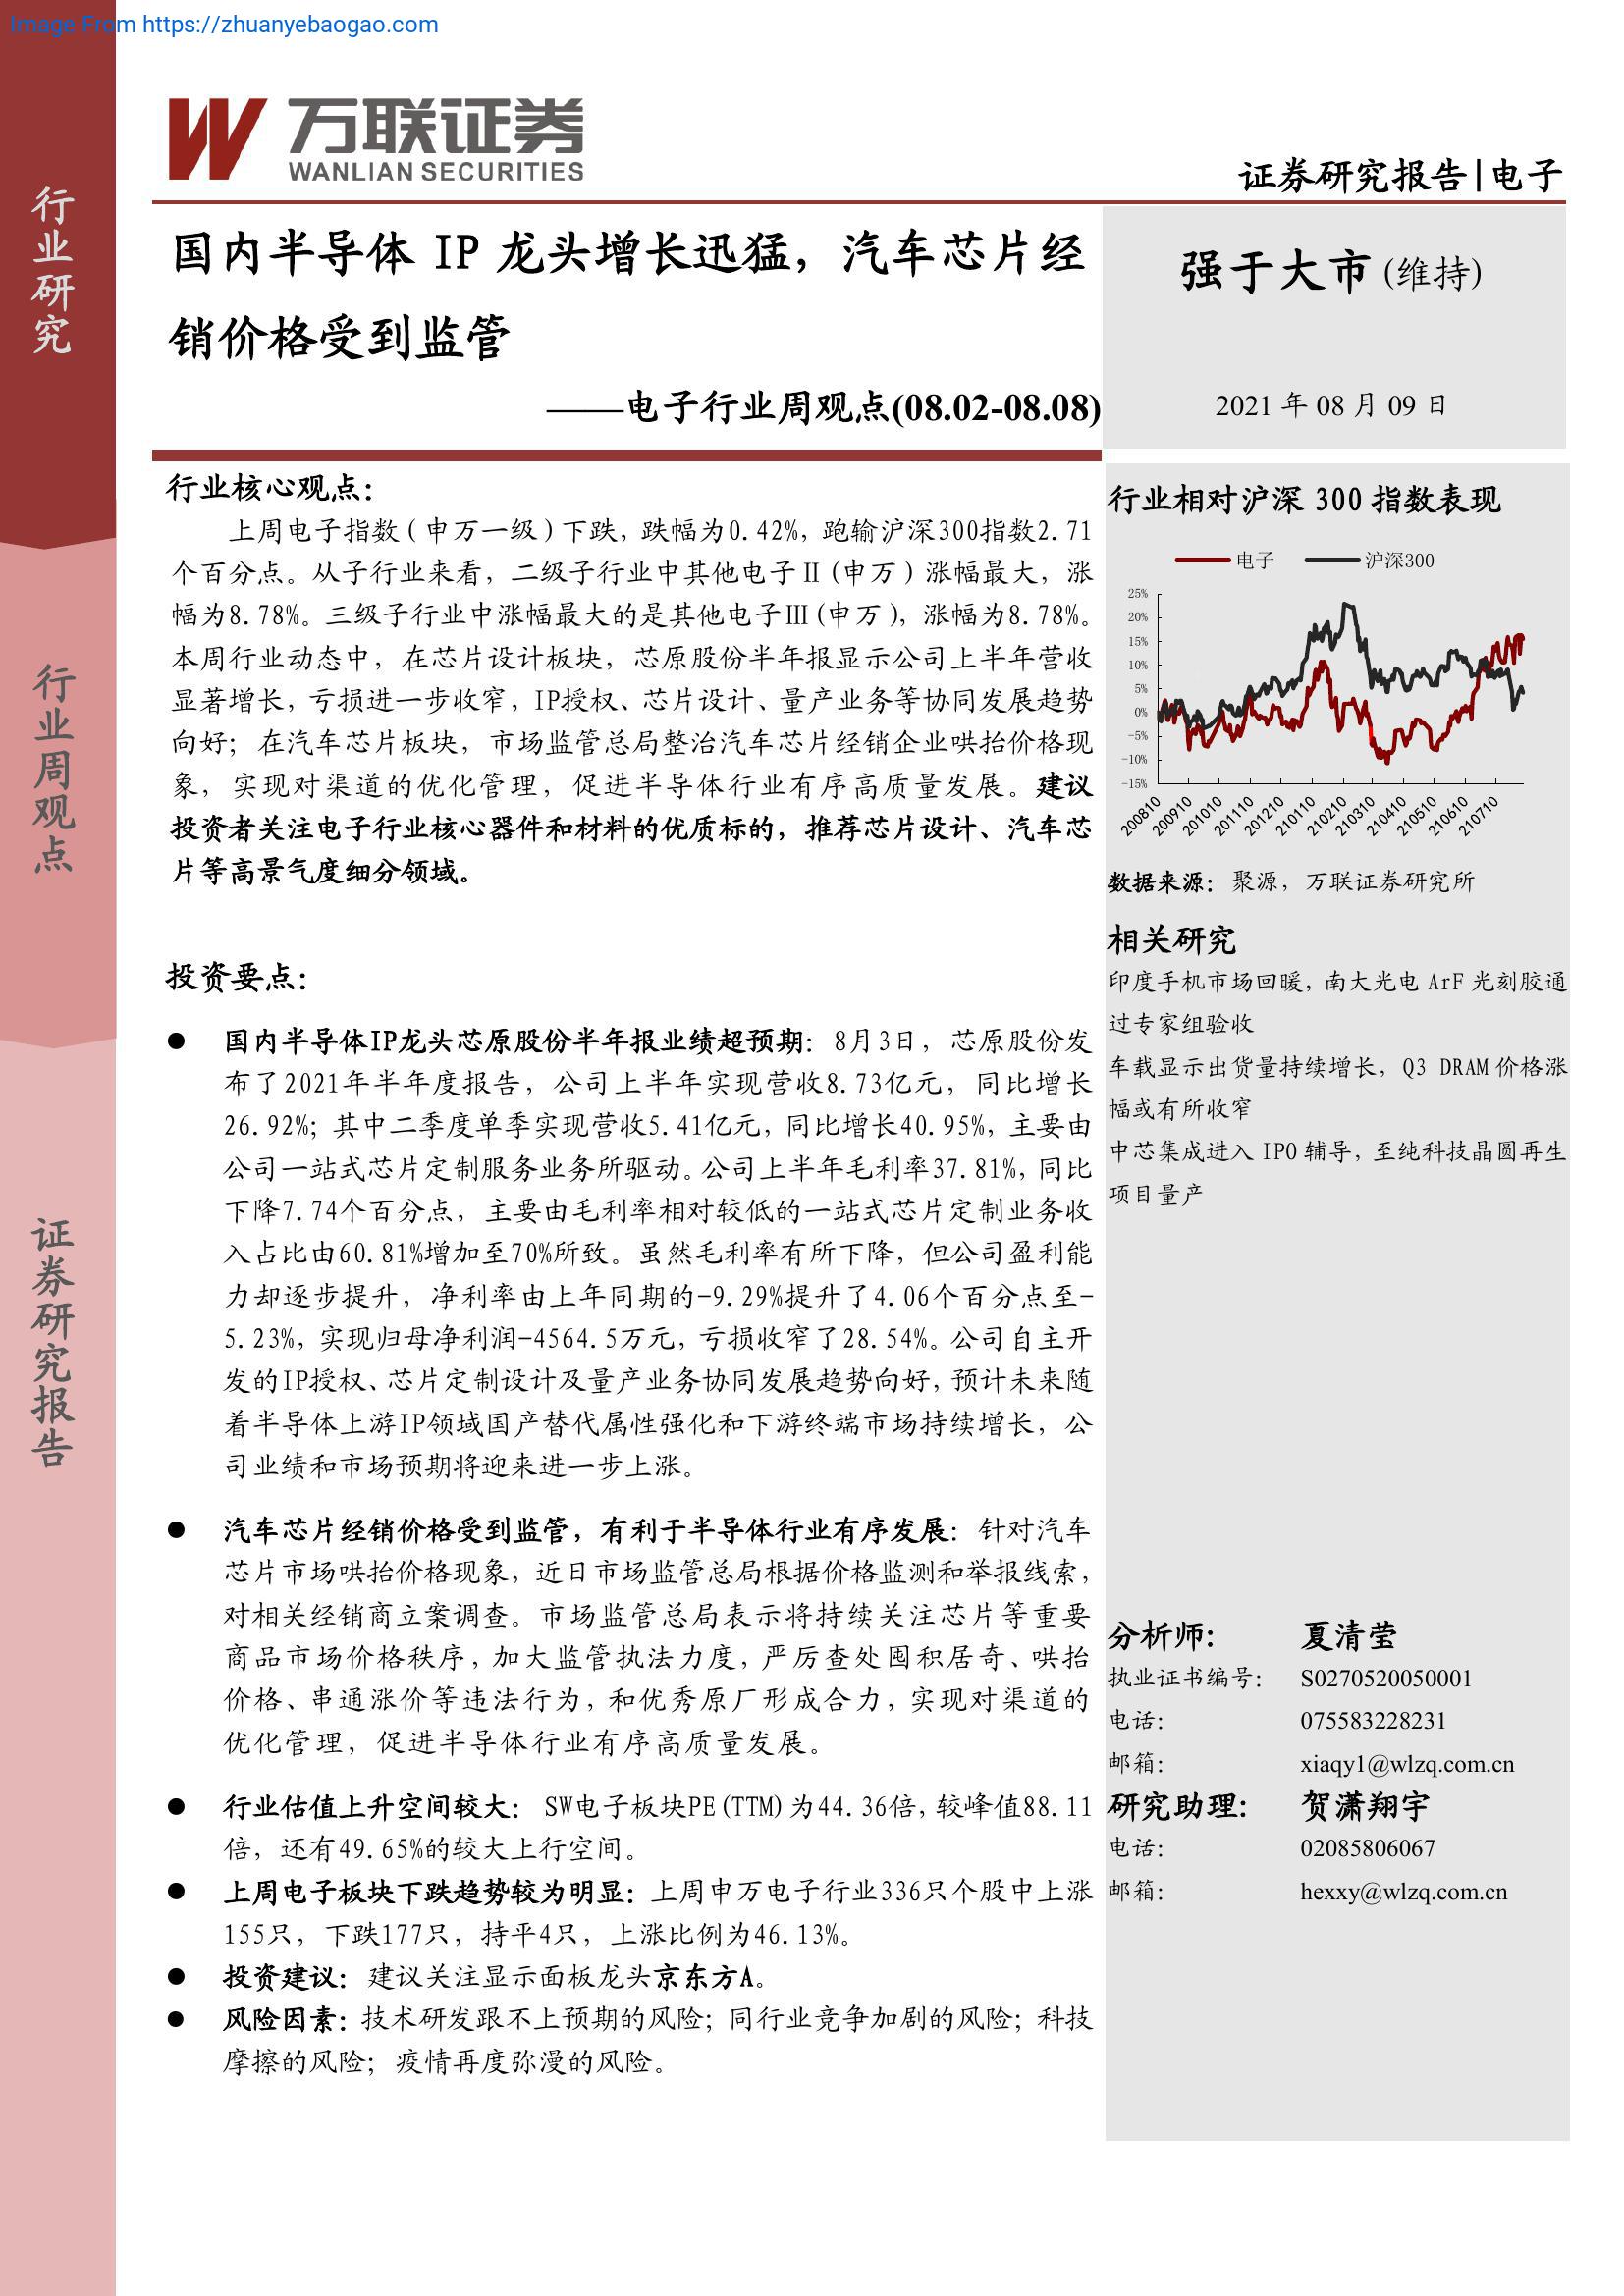 Image From https://zhuanyebaogao.com
行业研究
行业周观点
证券研究报告
万联证券
WANLIAN SECURITIES
证券研究报告|电子
国内半导体 IP 龙头增长迅猛，汽车芯片经
销价格受到监管
——电子行业周观点(08.02-08.08)
强于大市(维持)
2021 年 08 月 09 日
行业核心观点：
上周电子指数(申万一级)下跌，跌幅为0.42%，跑输沪深300指数2.71
个百分点。从子行业来看，二级子行业中其他电子Ⅱ(申万)涨幅最大，涨
幅为8.78%。三级子行业中涨幅最大的是其他电子Ⅲ(申万)，涨幅为8.78%。
本周行业动态中，在芯片设计板块，芯原股份半年报显示公司上半年营收
显著增长，亏损进一步收窄，IP授权、芯片设计、量产业务等协同发展趋势
向好；在汽车芯片板块，市场监管总局整治汽车芯片经销企业哄抬价格现
象，实现对渠道的优化管理，促进半导体行业有序高质量发展。建议
投资者关注电子行业核心器件和材料的优质标的，推荐芯片设计、汽车芯
片等高景气度细分领域。
投资要点：
● 国内半导体IP龙头芯原股份半年报业绩超预期：8月3日，芯原股份发
布了2021年半年度报告，公司上半年实现营收8.73亿元，同比增长
26.92%；其中二季度单季实现营收5.41亿元，同比增长40.95%，主要由
公司一站式芯片定制服务业务所驱动。公司上半年毛利率37.81%，同比
下降7.74个百分点，主要由毛利率相对较低的一站式芯片定制业务收
入占比由60.81%增加至70%所致。虽然毛利率有所下降，但公司盈利能
力却逐步提升，净利率由上年同期的-9.29%提升了4.06个百分点至-
5.23%，实现归母净利润-4564.5万元，亏损收窄了28.54%。公司自主开
发的IP授权、芯片定制设计及量产业务协同发展趋势向好，预计未来随
着半导体上游IP领域国产替代属性强化和下游终端市场持续增长，公
司业绩和市场预期将迎来进一步上涨。
● 汽车芯片经销价格受到监管，有利于半导体行业有序发展：针对汽车
芯片市场哄抬价格现象，近日市场监管总局根据价格监测和举报线索，
对相关经销商立案调查。市场监管总局表示将持续关注芯片等重要
商品市场价格秩序，加大监管执法力度，严厉查处囤积居奇、哄抬
价格、串通涨价等违法行为，和优秀原厂形成合力，实现对渠道的
优化管理，促进半导体行业有序高质量发展。
● 行业估值上升空间较大：SW电子板块PE(TTM)为44.36倍，较峰值88.11
倍，还有49.65%的较大上行空间。
● 上周电子板块下跌趋势较为明显：上周申万电子行业336只个股中上涨
155只，下跌177只，持平4只，上涨比例为46.13%。
● 投资建议：建议关注显示面板龙头京东方A。
● 风险因素：技术研发跟不上预期的风险；同行业竞争加剧的风险；科技
摩擦的风险；疫情再度弥漫的风险。
行业相对沪深 300 指数表现
电子 沪深300
25%
20%
15%
10%
5%
0%
-5%
-10%
-15%
200810 200910 201010 201110 201210 210110 210210 210310 210410 210510 210610 210710
数据来源：聚源，万联证券研究所
相关研究
印度手机市场回暖，南大光电 ArF 光刻胶通
过专家组验收
车载显示出货量持续增长，Q3 DRAM 价格涨
幅或有所收窄
中芯集成进入 IPO 辅导，至纯科技晶圆再生
项目量产
分析师： 夏清莹
执业证书编号： S0270520050001
电话： 075583228231
邮箱： xiaqy1@wlzq.com.cn
研究助理： 贺潇翔宇
电话： 02085806067
邮箱： hexxy@wlzq.com.cn